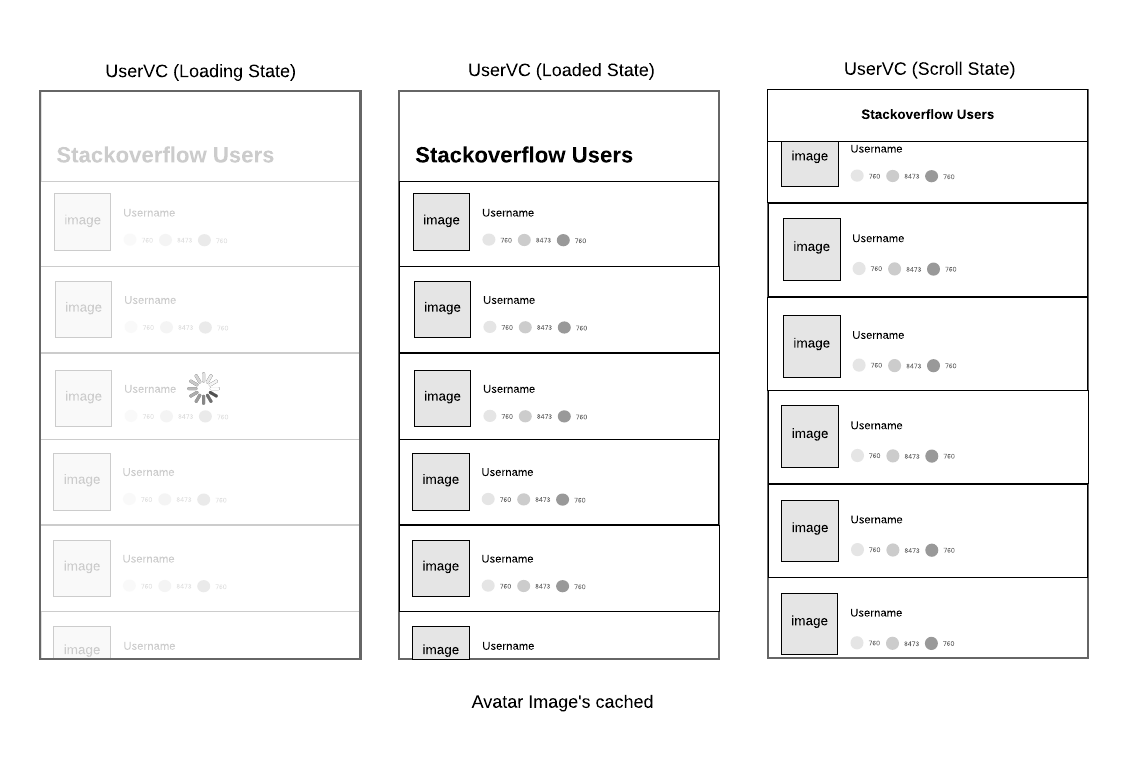 UserVC (Loading State)
Stackoverflow Users
image
Username
760 8473 760
image
Username
760 8473 760
image
Username
760 8473 760
image
Username
760 8473 760
image
Username
760 8473 760
image
Username
UserVC (Loaded State)
Stackoverflow Users
image
Username
760 8473 760
image
Username
760 8473 760
image
Username
760 8473 760
image
Username
760 8473 760
image
Username
760 8473 760
image
Username
UserVC (Scroll State)
Stackoverflow Users
image
Username
760 8473 760
image
Username
760 8473 760
image
Username
760 8473 760
image
Username
760 8473 760
image
Username
760 8473 760
image
Username
760 8473 760
Avatar Image's cached